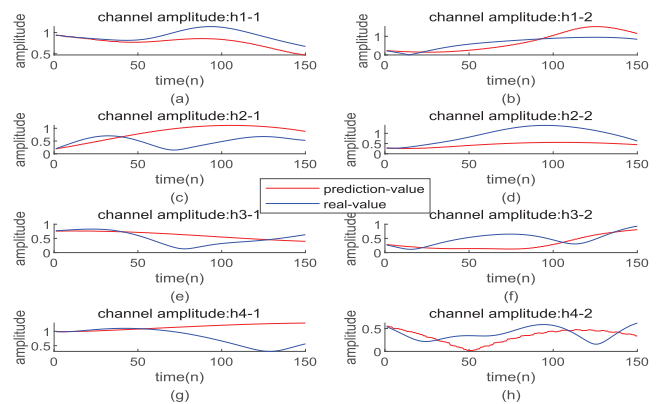 channel amplitude:h1-1
amplitude
1
0.5
0
50
100
150
time(n)
(a)
channel amplitude:h1-2
amplitude
1
0
0
50
100
150
time(n)
(b)
channel amplitude:h2-1
amplitude
1
0.5
0
0
50
100
150
time(n)
(c)
channel amplitude:h2-2
amplitude
1
0.5
0
0
50
100
150
time(n)
(d)
prediction-value
real-value
channel amplitude:h3-1
amplitude
1
0.5
0
0
50
100
150
time(n)
(e)
channel amplitude:h3-2
amplitude
0.5
0
0
50
100
150
time(n)
(f)
channel amplitude:h4-1
amplitude
1
0.5
0
50
100
150
time(n)
(g)
channel amplitude:h4-2
amplitude
0.5
0
0
50
100
150
time(n)
(h)